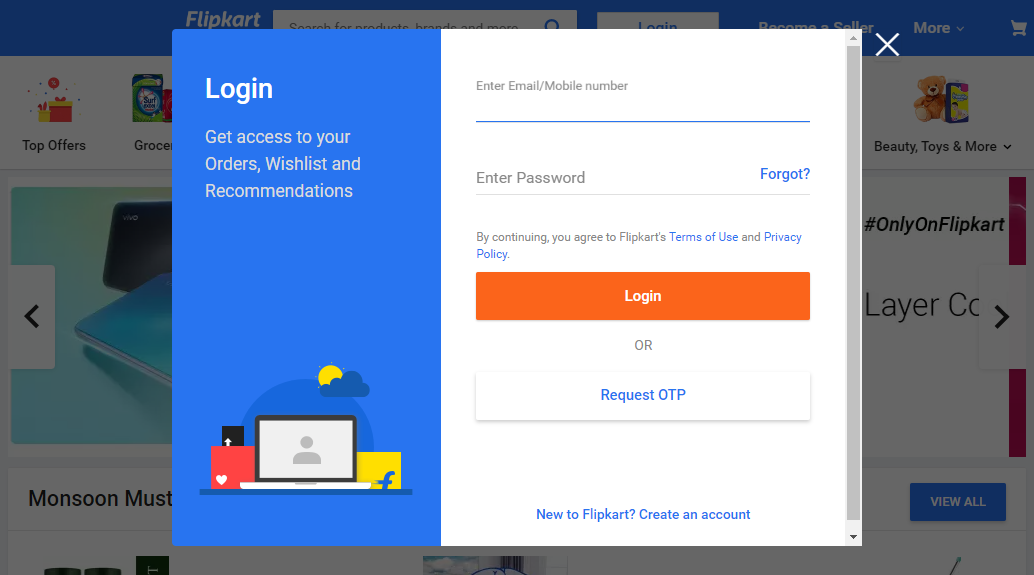 Flipkart
Search for products, brands and more
Login
Become a Seller
More
Top Offers
Beauty, Toys & More
Login
Get access to your
Orders, Wishlist and
Recommendations
Enter Email/Mobile number
Enter Password
Forgot?
By continuing, you agree to Flipkart's Terms of Use and Privacy
Policy.
Login
OR
Request OTP
New to Flipkart? Create an account
vivo
#OnlyOnFlipkart
Layer
Monsoon Must
VIEW ALL